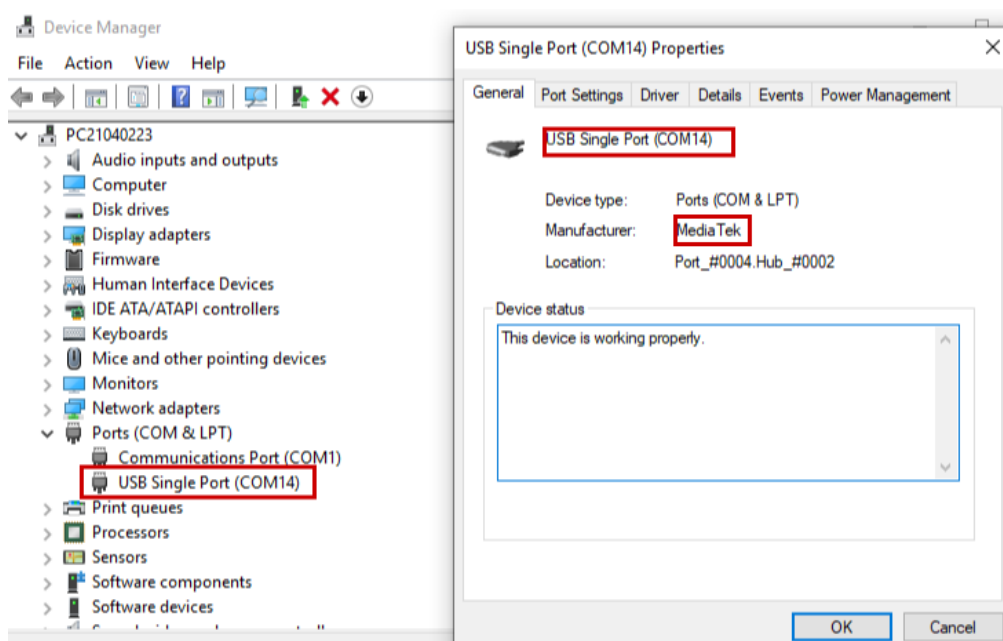 Device Manager
File Action View Help
PC21040223
Audio inputs and outputs
Computer
Disk drives
Display adapters
Firmware
Human Interface Devices
IDE ATA/ATAPI controllers
Keyboards
Mice and other pointing devices
Monitors
Network adapters
Ports (COM & LPT)
Communications Port (COM1)
USB Single Port (COM14)
Print queues
Processors
Sensors
Software components
Software devices
USB Single Port (COM14) Properties
General Port Settings Driver Details Events Power Management
USB Single Port (COM14)
Device type: Ports (COM & LPT)
Manufacturer: MediaTek
Location: Port_#0004.Hub_#0002
Device status
This device is working properly.
OK Cancel